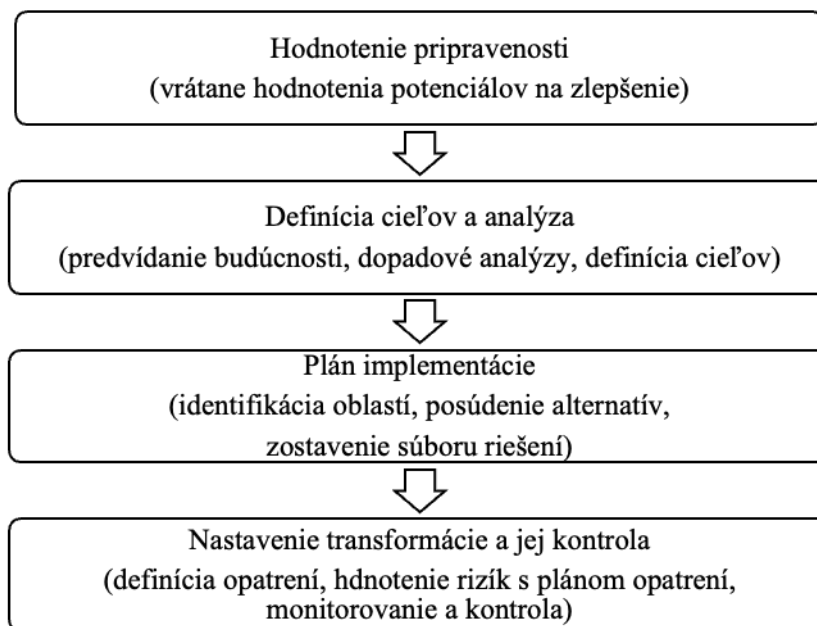 Hodnotenie pripravenosti
(vrátane hodnotenia potenciálov na zlepšenie)
Definícia cieľov a analýza
(predvídanie budúcnosti, dopadové analýzy, definícia cieľov)
Plán implementácie
(identifikácia oblastí, posúdenie alternatív,
zostavenie súboru riešení)
Nastavenie transformácie a jej kontrola
(definícia opatrení, hdnotenie rizík s plánom opatrení,
monitorovanie a kontrola)